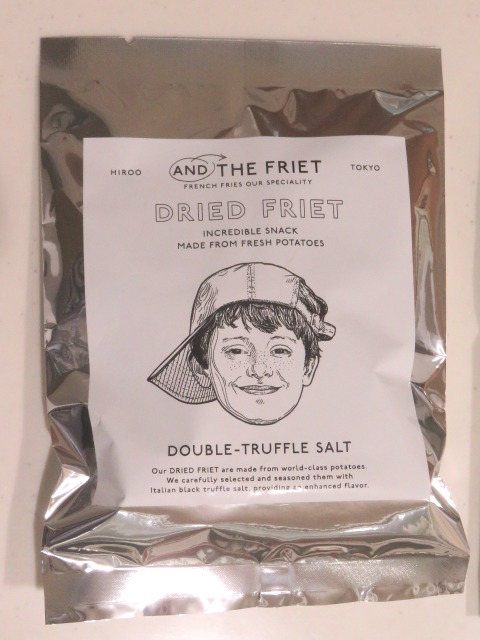 HIROO
AND THE FRIET
TOKYO
FRENCH FRIES OUR SPECIALITY
DRIED FRIET
INCREDIBLE SNACK
MADE FROM FRESH POTATOES
DOUBLE-TRUFFLE SALT
Our DRIED FRIET are made from world-class potatoes.
We carefully selected and seasoned them with
Italian black truffle salt, providing an enhanced flavor.